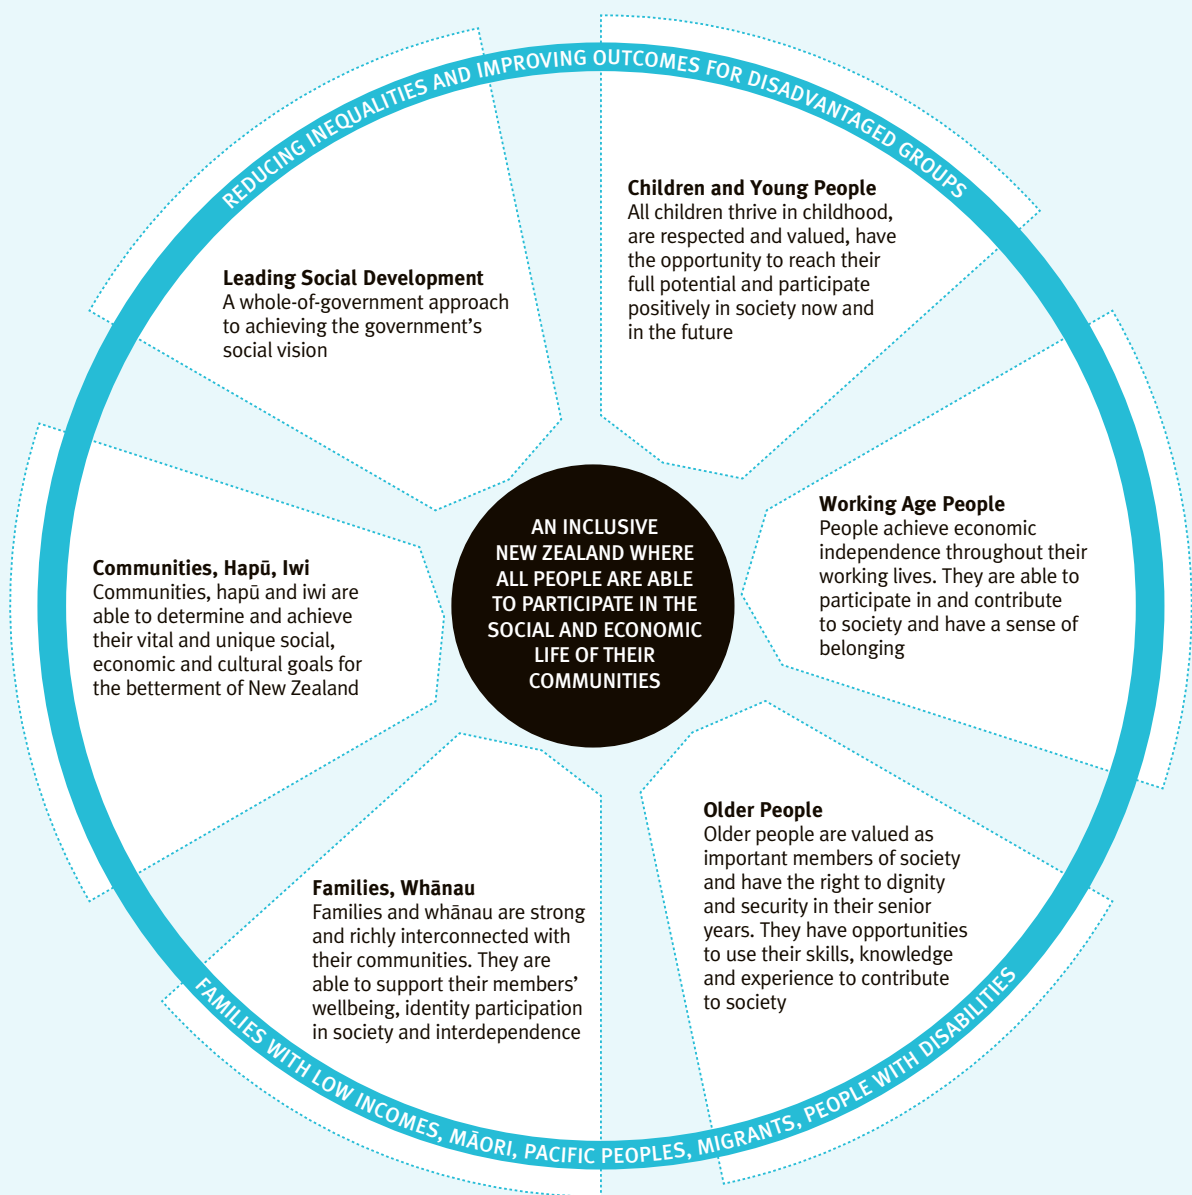 REDUCING INEQUALITIES AND IMPROVING OUTCOMES FOR DISADVANTAGED GROUPS
Children and Young People
All children thrive in childhood,
are respected and valued, have
the opportunity to reach their
full potential and participate
positively in society now and
in the future
Leading Social Development
A whole-of-government approach
to achieving the government’s
social vision
Working Age People
People achieve economic
independence throughout their
working lives. They are able to
participate in and contribute
to society and have a sense of
belonging
AN INCLUSIVE
NEW ZEALAND WHERE
ALL PEOPLE ARE ABLE
TO PARTICIPATE IN THE
SOCIAL AND ECONOMIC
LIFE OF THEIR
COMMUNITIES
Communities, Hapū, Iwi
Communities, hapū and iwi are
able to determine and achieve
their vital and unique social,
economic and cultural goals for
the betterment of New Zealand
Older People
Older people are valued as
important members of society
and have the right to dignity
and security in their senior
years. They have opportunities
to use their skills, knowledge
and experience to contribute
to society
Families, Whānau
Families and whānau are strong
and richly interconnected with
their communities. They are
able to support their members’
wellbeing, identity participation
in society and interdependence
FAMILIES WITH LOW INCOMES, MĀORI, PACIFIC PEOPLES, MIGRANTS, PEOPLE WITH DISABILITIES